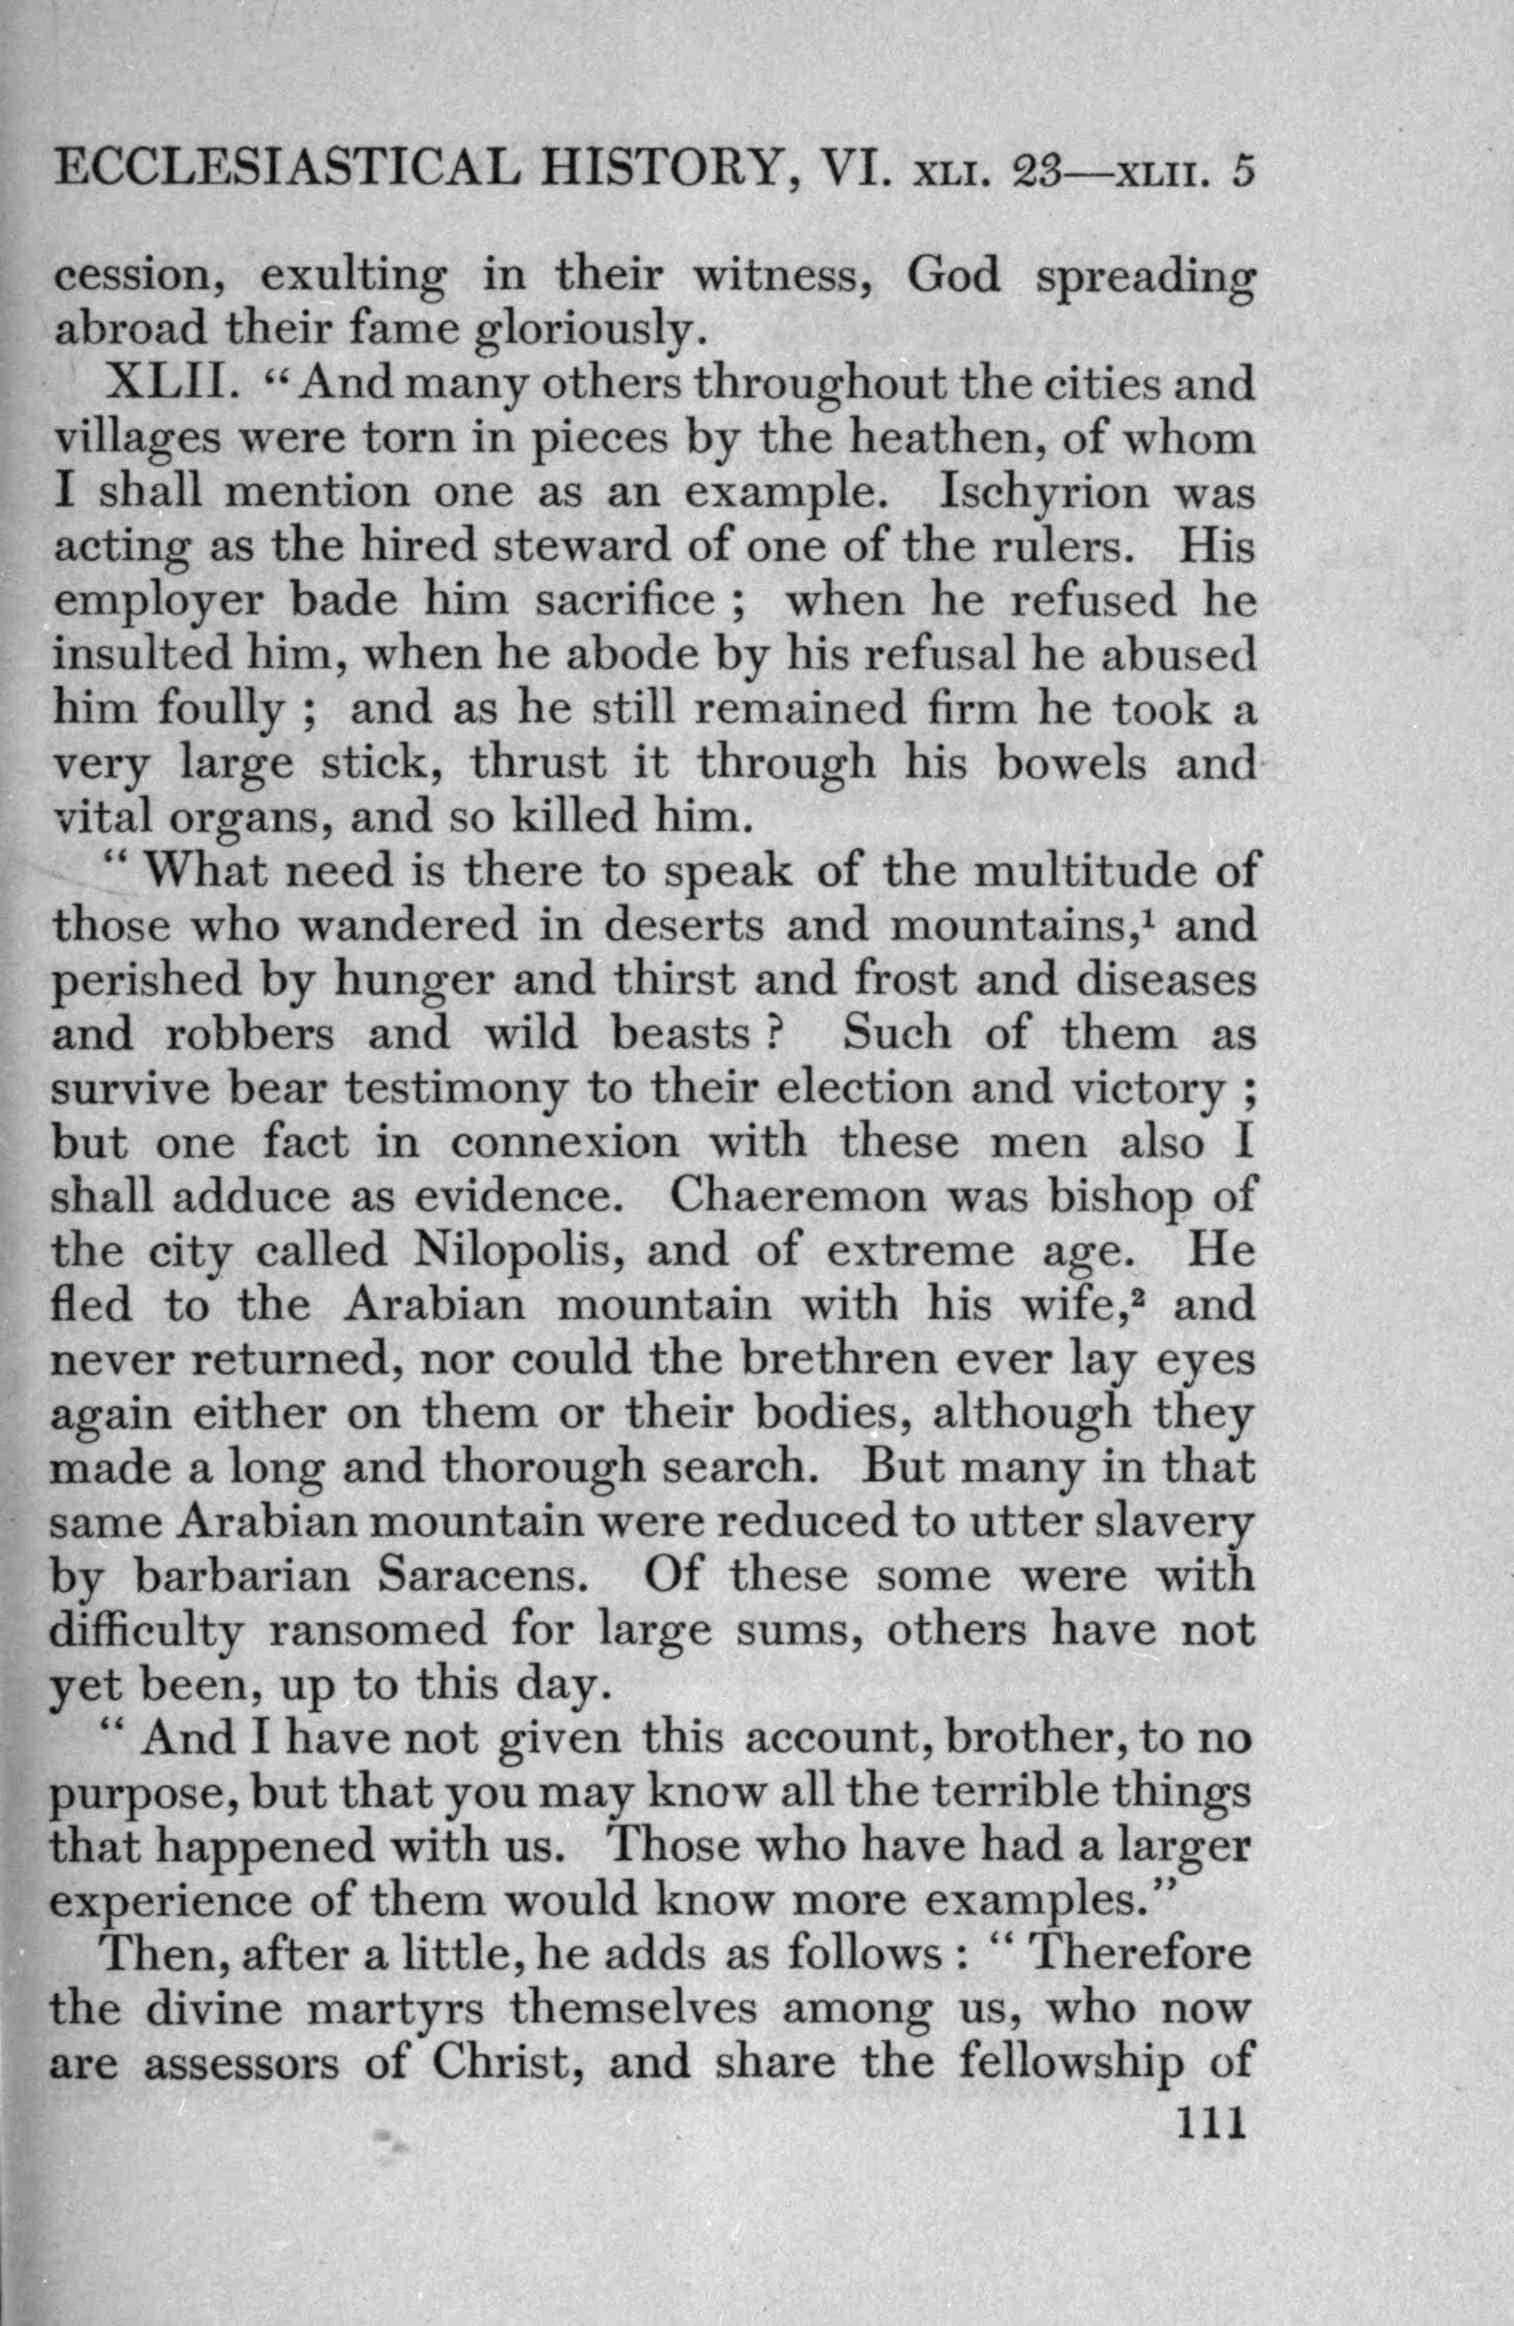 ECCLESIASTICAL HISTORY, VI. XLI. 23—XLII. 5
cession, exulting in their witness, God spreading
abroad their fame gloriously.
XLII. “And many others throughout the cities and
villages were torn in pieces by the heathen, of whom
I shall mention one as an example. Ischyrion was
acting as the hired steward of one of the rulers. His
employer bade him sacrifice ; when he refused he
insulted him, when he abode by his refusal he abused
him foully ; and as he still remained firm he took a
very large stick, thrust it through his bowels and
vital organs, and so killed him.
“ What need is there to speak of the multitude of
those who wandered in deserts and mountains,¹ and
perished by hunger and thirst and frost and diseases
and robbers and wild beasts ? Such of them as
survive bear testimony to their election and victory ;
but one fact in connexion with these men also I
shall adduce as evidence. Chaeremon was bishop of
the city called Nilopolis, and of extreme age. He
fled to the Arabian mountain with his wife,² and
never returned, nor could the brethren ever lay eyes
again either on them or their bodies, although they
made a long and thorough search. But many in that
same Arabian mountain were reduced to utter slavery
by barbarian Saracens. Of these some were with
difficulty ransomed for large sums, others have not
yet been, up to this day.
“ And I have not given this account, brother, to no
purpose, but that you may know all the terrible things
that happened with us. Those who have had a larger
experience of them would know more examples.”
Then, after a little, he adds as follows : “ Therefore
the divine martyrs themselves among us, who now
are assessors of Christ, and share the fellowship of
111